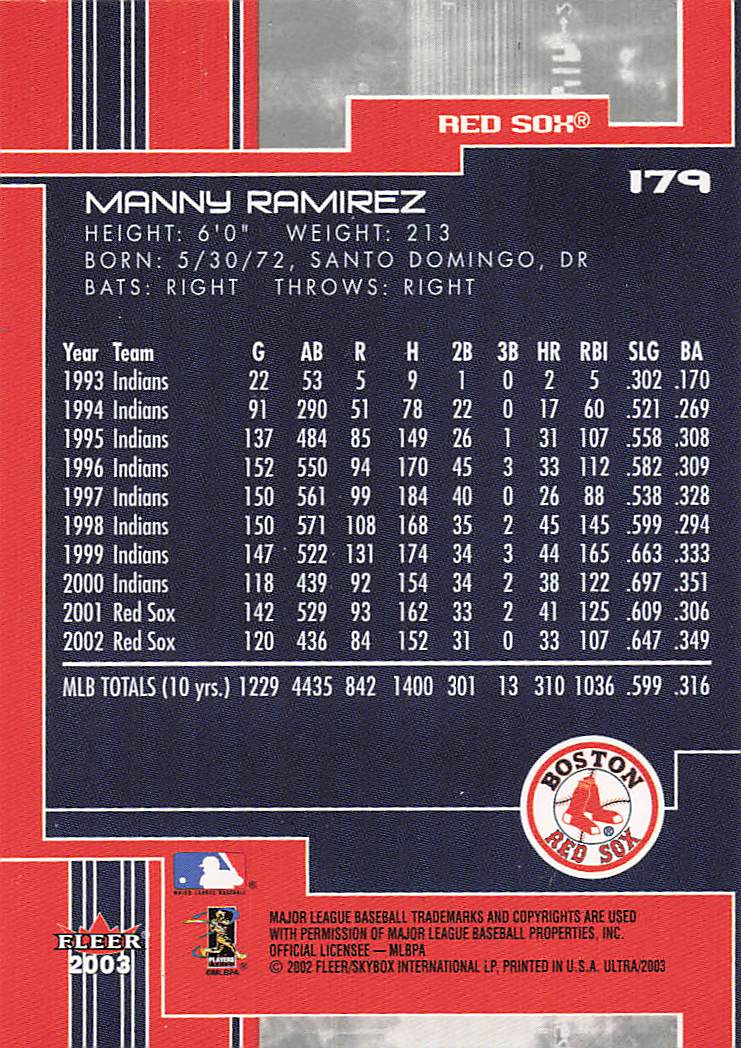 RED SOX®
179
MANNY RAMIREZ
HEIGHT: 6'0" WEIGHT: 213
BORN: 5/30/72, SANTO DOMINGO, DR
BATS: RIGHT THROWS: RIGHT
Year Team G AB R H 2B 3B HR RBI SLG BA
1993 Indians 22 53 5 9 1 0 2 5 .302 .170
1994 Indians 91 290 51 78 22 0 17 60 .521 .269
1995 Indians 137 484 85 149 26 1 31 107 .558 .308
1996 Indians 152 550 94 170 45 3 33 112 .582 .309
1997 Indians 150 561 99 184 40 0 26 88 .538 .328
1998 Indians 150 571 108 168 35 2 45 145 .599 .294
1999 Indians 147 522 131 174 34 3 44 165 .663 .333
2000 Indians 118 439 92 154 34 2 38 122 .697 .351
2001 Red Sox 142 529 93 162 33 2 41 125 .609 .306
2002 Red Sox 120 436 84 152 31 0 33 107 .647 .349
MLB TOTALS (10 yrs.) 1229 4435 842 1400 301 13 310 1036 .599 .316
BOSTON
RED SOX
®
MAJOR LEAGUE BASEBALL ®
PLAYERS
®
©MLBPA
FLEER
2003
MAJOR LEAGUE BASEBALL TRADEMARKS AND COPYRIGHTS ARE USED
WITH PERMISSION OF MAJOR LEAGUE BASEBALL PROPERTIES, INC.
OFFICIAL LICENSEE — MLBPA
© 2002 FLEER/SKYBOX INTERNATIONAL LP, PRINTED IN U.S.A. ULTRA/2003